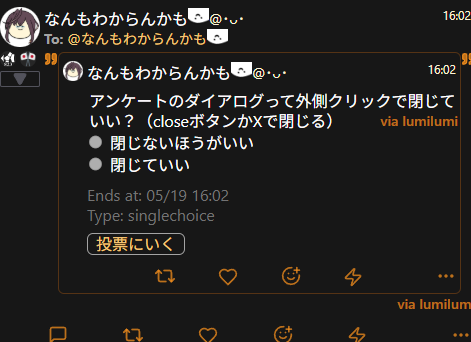 なんもわからんかも@･ᴗ･
16:02
To: @なんもわからんかも
なんもわからんかも@･ᴗ･
16:02
アンケートのダイアログって外側クリックで閉じて
いい？（closeボタンかXで閉じる）
via lumilumi
閉じないほうがいい
閉じていい
Ends at: 05/19 16:02
Type: singlechoice
投票にいく
via lumilum